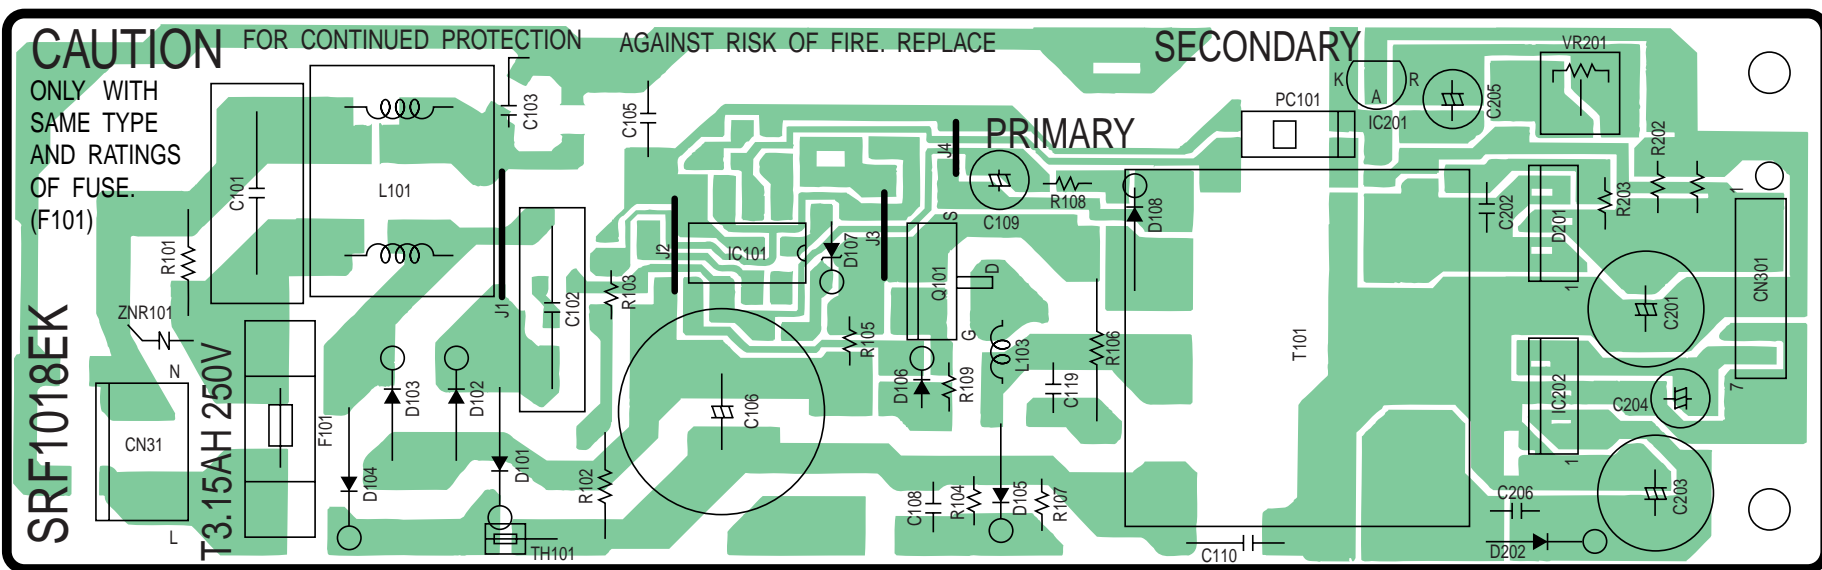 CAUTION FOR CONTINUED PROTECTION AGAINST RISK OF FIRE. REPLACE
ONLY WITH
SAME TYPE
AND RATINGS
OF FUSE.
(F101)
SECONDARY
PRIMARY
SRF1018EK
T3.15AH 250V
ZNR101
N
CN31
L
R101
C101
L101
F101
D104
D103
D102
D101
TH101
J1
C103
C102
R102
R103
C105
J2
IC101
C106
D107
R105
J3
J4
S
Q101
D
G
D106
R109
C109
R108
L103
C119
R106
C108
R104
D105
R107
D108
T101
C110
PC101
K
A
R
IC201
C205
VR201
R202
R203
C202
D201
1
C201
CN301
1
7
IC202
1
C204
C206
C203
D202